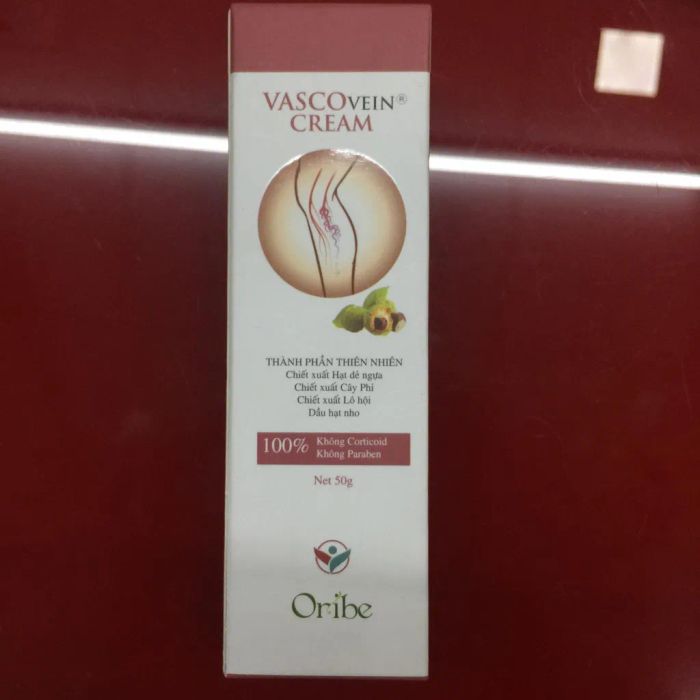 VASCOVEIN®
CREAM
THÀNH PHẦN THIÊN NHIÊN
Chiết xuất Hạt dẻ ngựa
Chiết xuất Cây Phỉ
Chiết xuất Lô hội
Dầu hạt nho
100% Không Corticoid
Không Paraben
Net 50g
Oribe